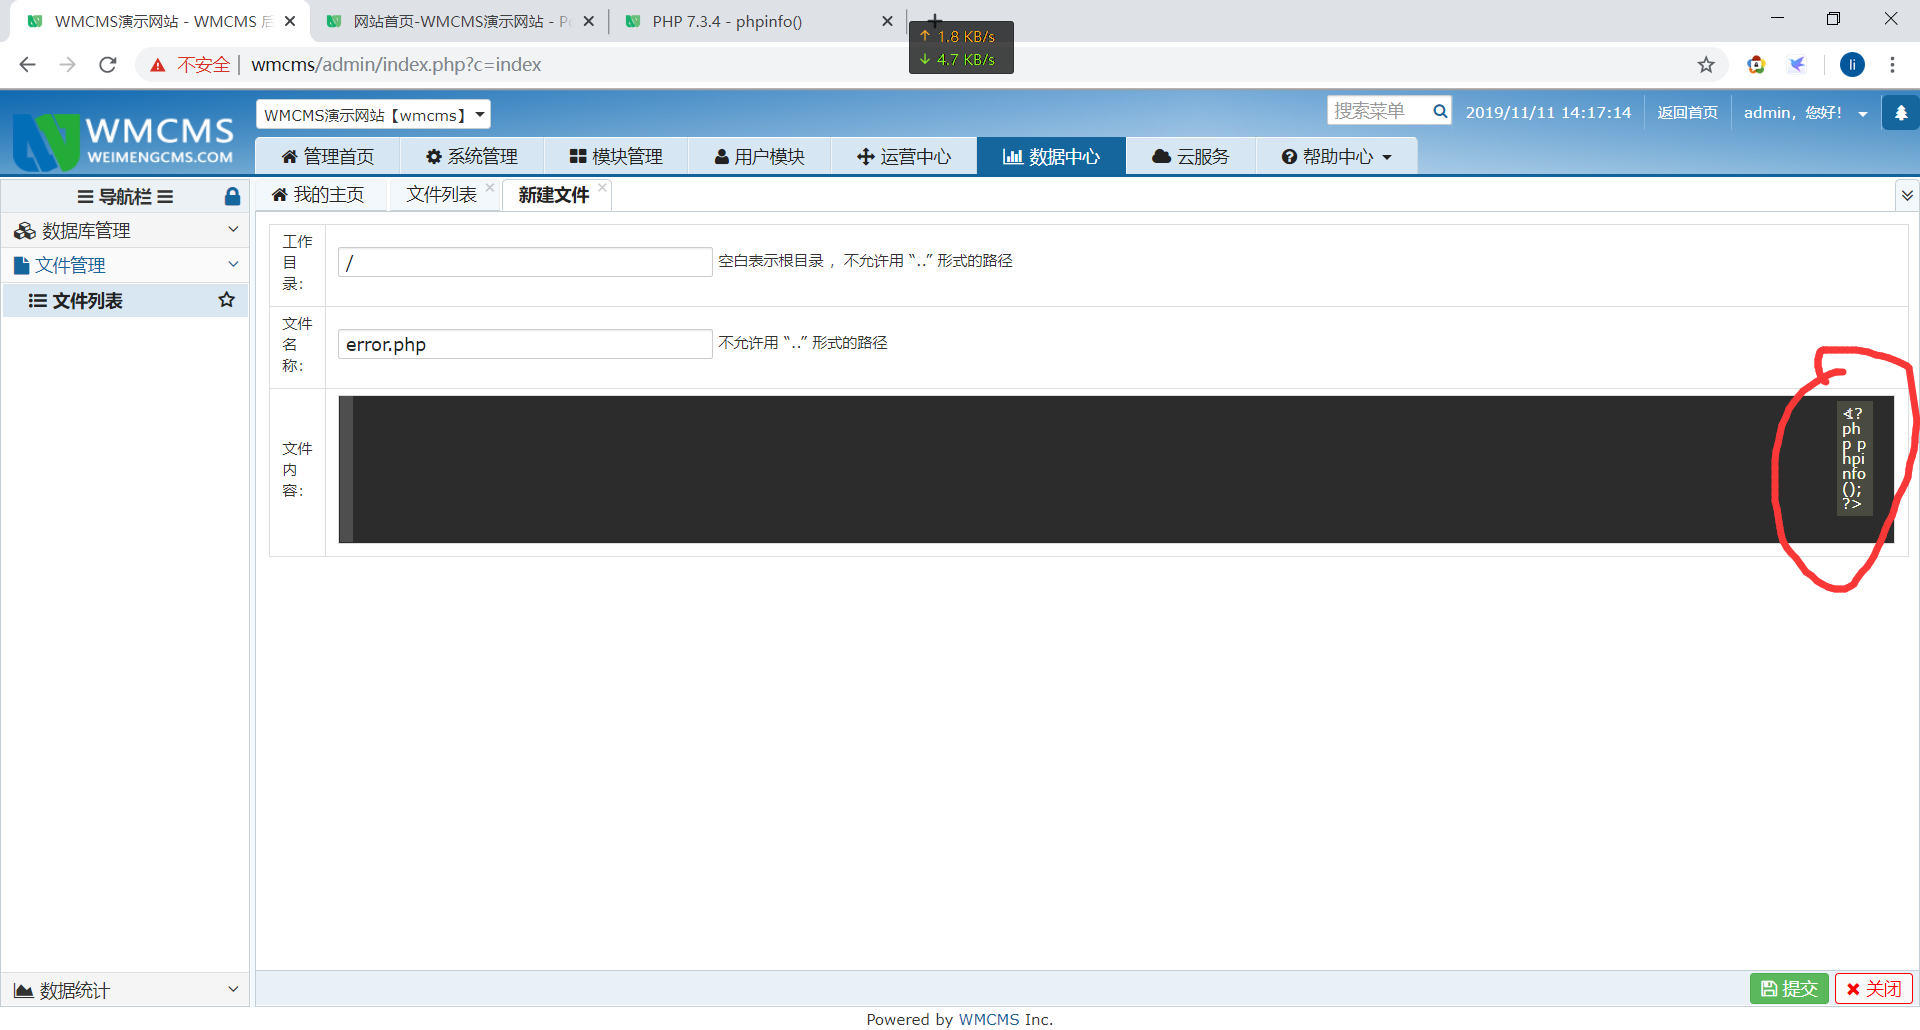 WMCMS演示网站 - WMCMS 后
网站首页-WMCMS演示网站 - Po
PHP 7.3.4 - phpinfo()
↑ 1.8 KB/s
↓ 4.7 KB/s
不安全 | wmcms/admin/index.php?c=index
li
WMCMS
WEIMENGCMS.COM
WMCMS演示网站【wmcms】
搜索菜单
2019/11/11 14:17:14
返回首页
admin，您好！
管理首页
系统管理
模块管理
用户模块
运营中心
数据中心
云服务
帮助中心
导航栏
我的主页
文件列表
新建文件
数据库管理
文件管理
文件列表
工作
目
录：
/
空白表示根目录 ，不允许用 “..” 形式的路径
文件
名
称：
error.php
不允许用 “..” 形式的路径
文件
内
容：
<?
ph
p p
hpi
nfo
();
?>
数据统计
提交
关闭
Powered by WMCMS Inc.